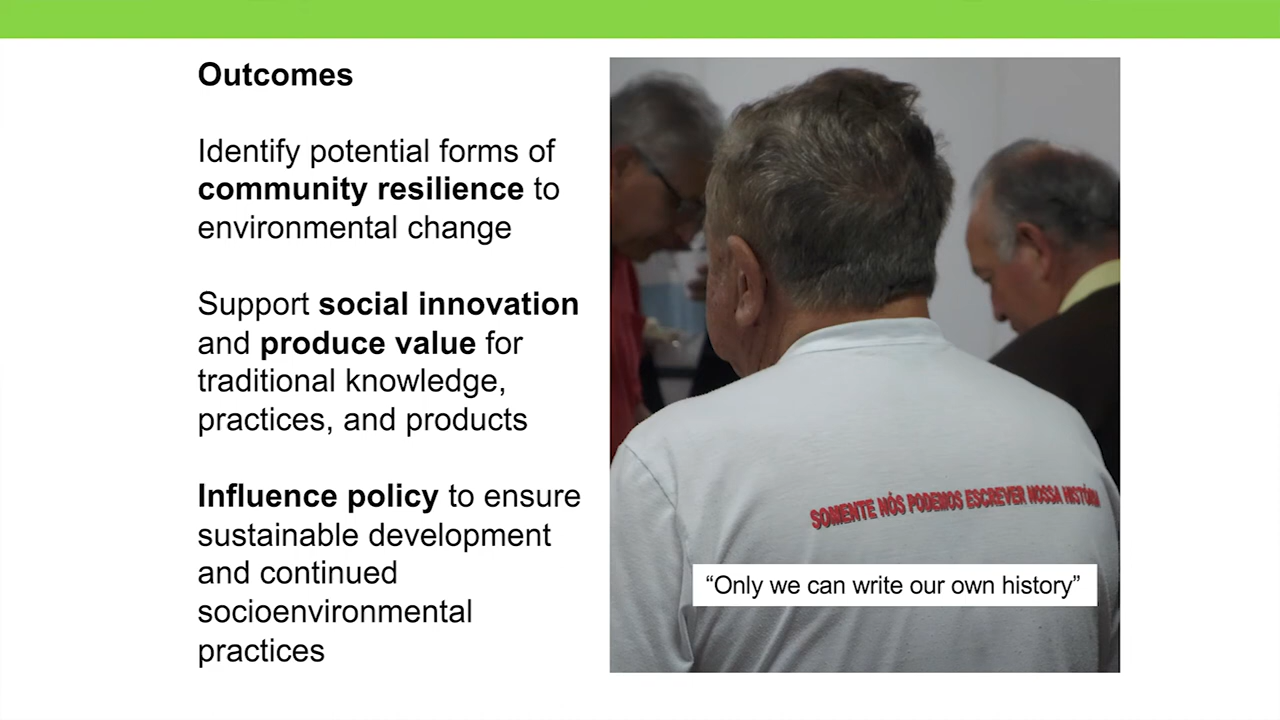 Outcomes
Identify potential forms of
community resilience to
environmental change
Support social innovation
and produce value for
traditional knowledge,
practices, and products
Influence policy to ensure
sustainable development
and continued
socioenvironmental
practices
SOMENTE NÓS PODEMOS ESCREVER NOSSA HISTÓRIA
“Only we can write our own history”